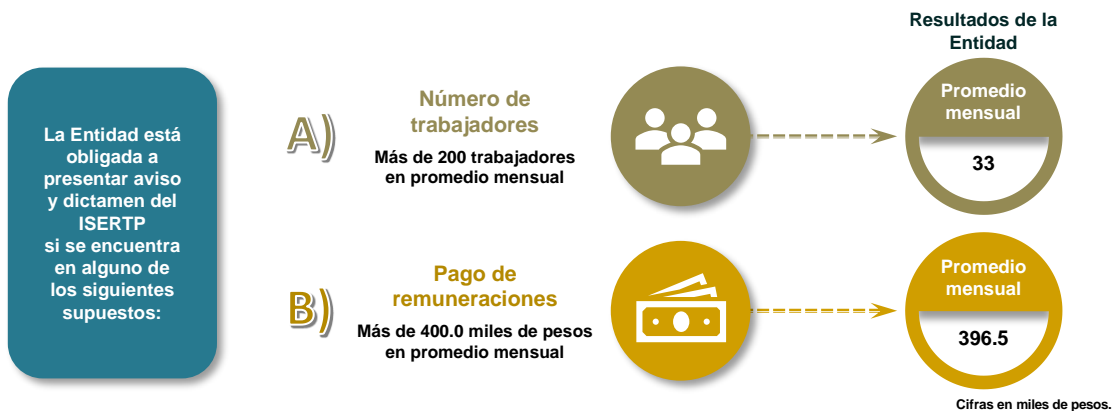 La Entidad está
obligada a
presentar aviso
y dictamen del
ISERTP
si se encuentra
en alguno de
los siguientes
supuestos:
A)
Número de
trabajadores
Más de 200 trabajadores
en promedio mensual
Resultados de la
Entidad
Promedio
mensual
33
B)
Pago de
remuneraciones
Más de 400.0 miles de pesos
en promedio mensual
Promedio
mensual
396.5
Cifras en miles de pesos.